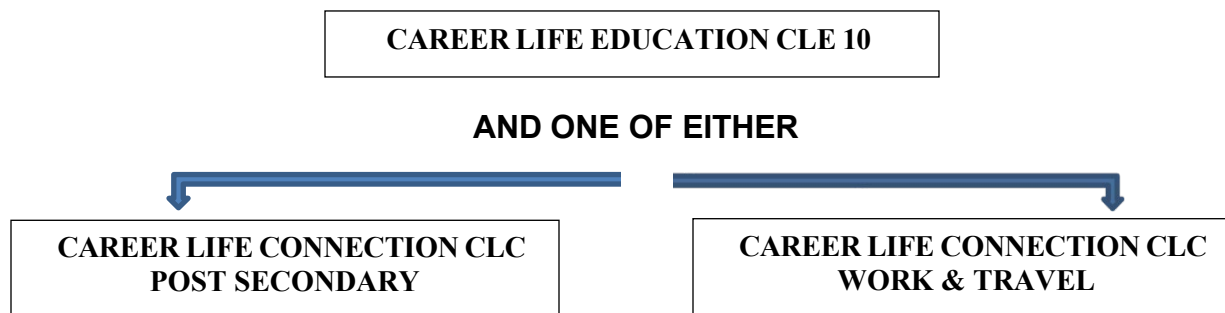 CAREER LIFE EDUCATION CLE 10
AND ONE OF EITHER
CAREER LIFE CONNECTION CLC
POST SECONDARY
CAREER LIFE CONNECTION CLC
WORK & TRAVEL